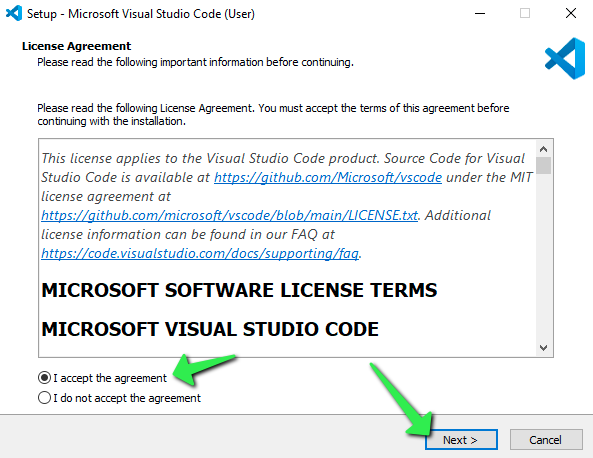 Setup - Microsoft Visual Studio Code (User)
License Agreement
Please read the following important information before continuing.
Please read the following License Agreement. You must accept the terms of this agreement before
continuing with the installation.
This license applies to the Visual Studio Code product. Source Code for Visual
Studio Code is available at https://github.com/Microsoft/vscode under the MIT
license agreement at
https://github.com/microsoft/vscode/blob/main/LICENSE.txt. Additional
license information can be found in our FAQ at
https://code.visualstudio.com/docs/supporting/faq.
MICROSOFT SOFTWARE LICENSE TERMS
MICROSOFT VISUAL STUDIO CODE
I accept the agreement
I do not accept the agreement
Next >
Cancel